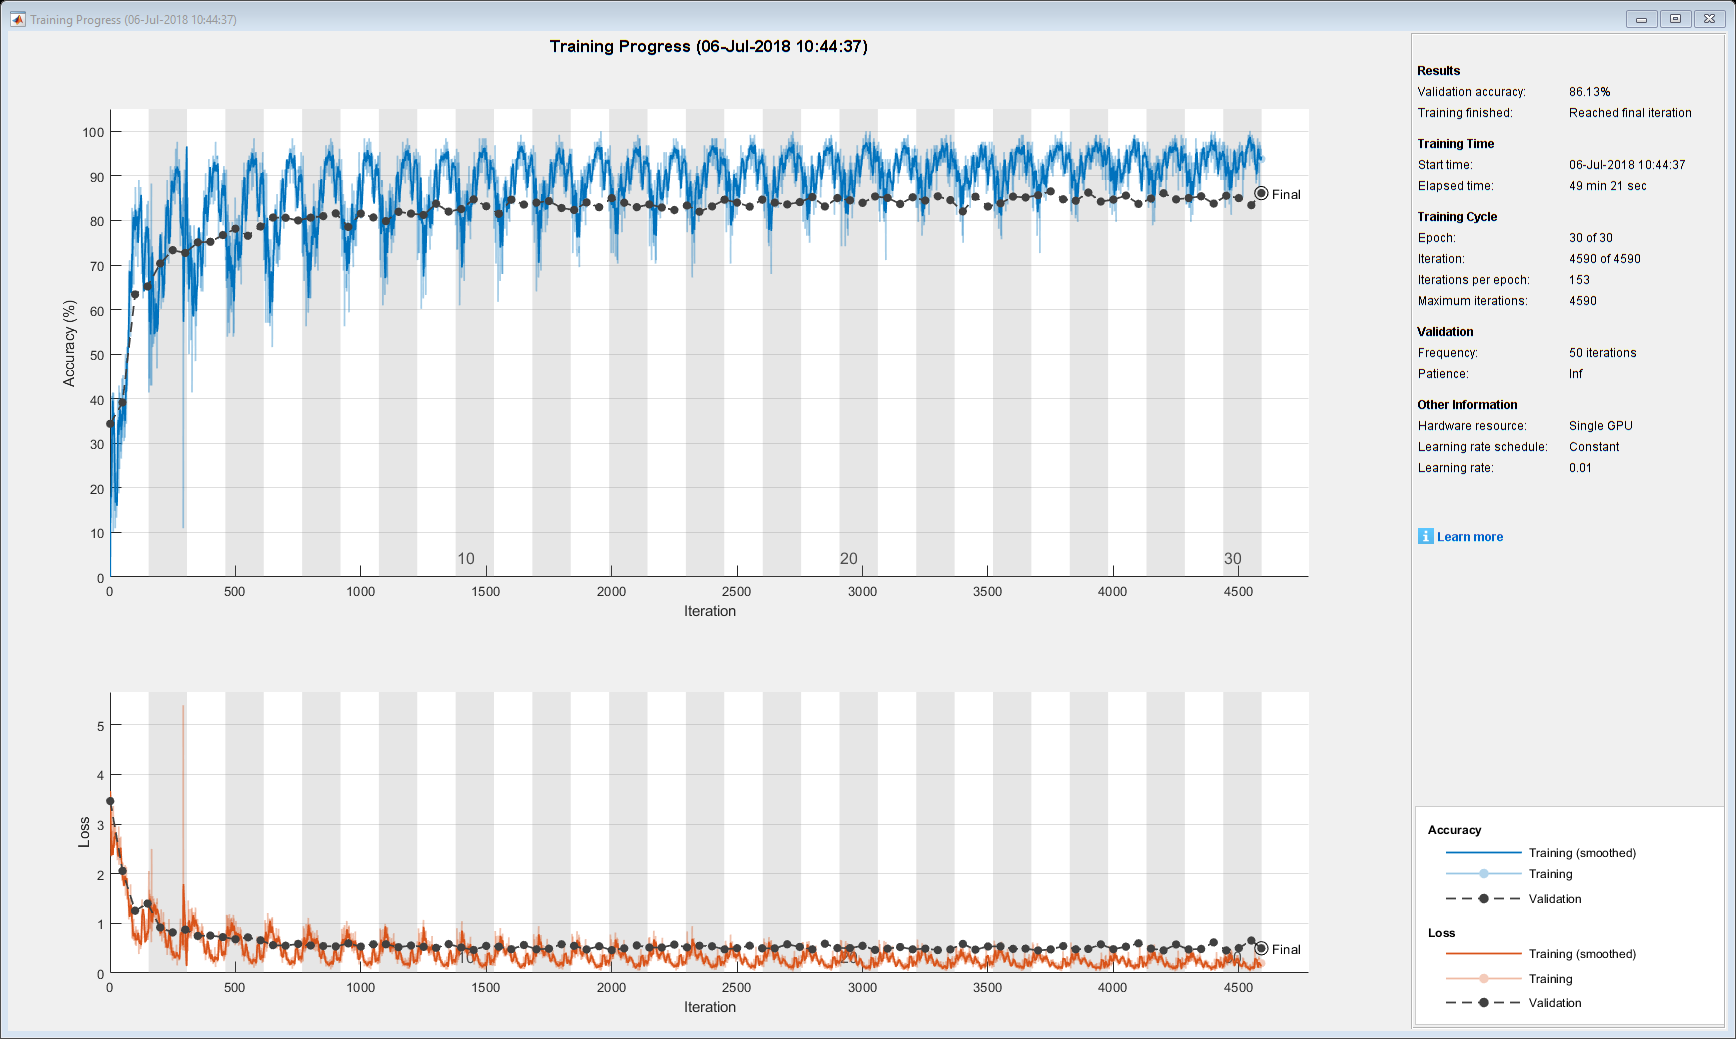 Training Progress (06-Jul-2018 10:44:37)
Training Progress (06-Jul-2018 10:44:37)
Accuracy (%)
100
90
80
70
60
50
40
30
20
10
0
Final
10 20 30
0 500 1000 1500 2000 2500 3000 3500 4000 4500
Iteration
Loss
5
4
3
2
1
0
Final
10 20 30
0 500 1000 1500 2000 2500 3000 3500 4000 4500
Iteration
Results
Validation accuracy: 86.13%
Training finished: Reached final iteration
Training Time
Start time: 06-Jul-2018 10:44:37
Elapsed time: 49 min 21 sec
Training Cycle
Epoch: 30 of 30
Iteration: 4590 of 4590
Iterations per epoch: 153
Maximum iterations: 4590
Validation
Frequency: 50 iterations
Patience: Inf
Other Information
Hardware resource: Single GPU
Learning rate schedule: Constant
Learning rate: 0.01
i Learn more
Accuracy
Training (smoothed)
Training
Validation
Loss
Training (smoothed)
Training
Validation